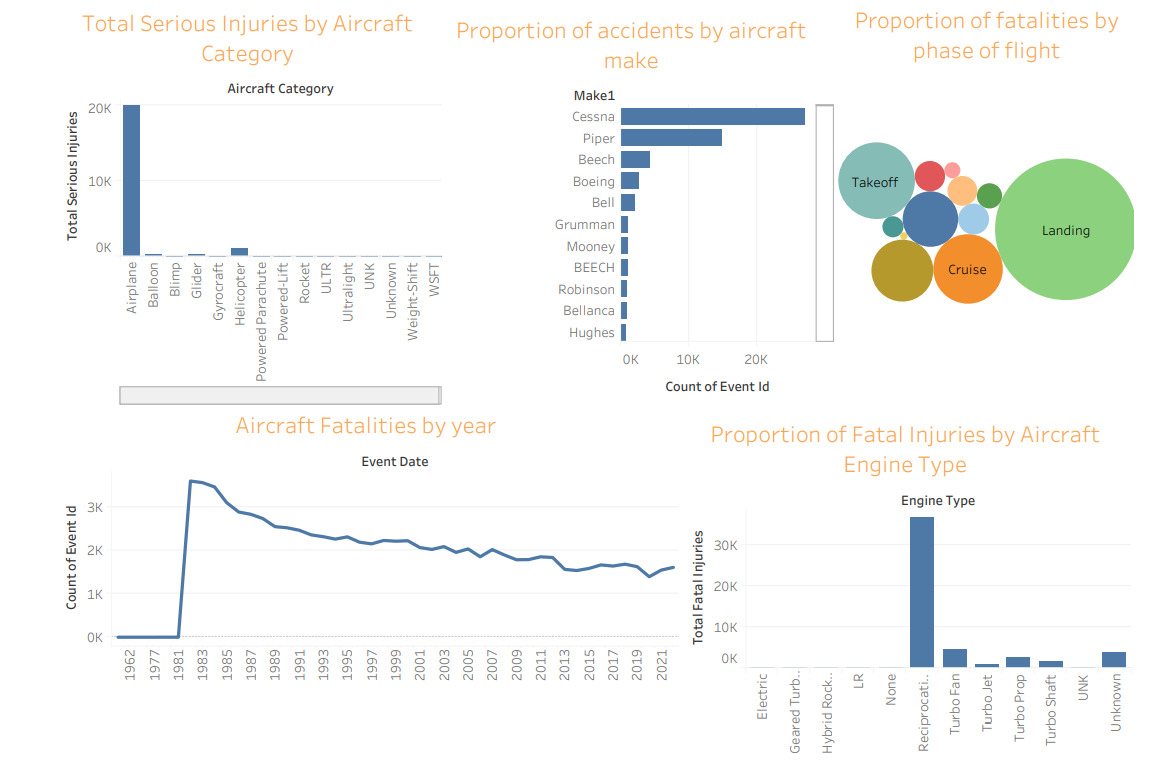 Total Serious Injuries by Aircraft
Category
Aircraft Category
Total Serious Injuries
20K
10K
0K
Airplane
Balloon
Blimp
Glider
Gyrocraft
Helicopter
Powered Parachute
Powered-Lift
Rocket
ULTR
Ultralight
UNK
Unknown
Weight-Shift
WSFT
Proportion of accidents by aircraft
make
Make1
Cessna
Piper
Beech
Boeing
Bell
Grumman
Mooney
BEECH
Robinson
Bellanca
Hughes
0K
10K
20K
Count of Event Id
Proportion of fatalities by
phase of flight
Takeoff
Landing
Cruise
Aircraft Fatalities by year
Event Date
Count of Event Id
3K
2K
1K
0K
1962
1977
1981
1983
1985
1987
1989
1991
1993
1995
1997
1999
2001
2003
2005
2007
2009
2011
2013
2015
2017
2019
2021
Proportion of Fatal Injuries by Aircraft
Engine Type
Engine Type
Total Fatal Injuries
30K
20K
10K
0K
Electric
Geared Turb..
Hybrid Rock..
LR
None
Reciprocati..
Turbo Fan
Turbo Jet
Turbo Prop
Turbo Shaft
UNK
Unknown